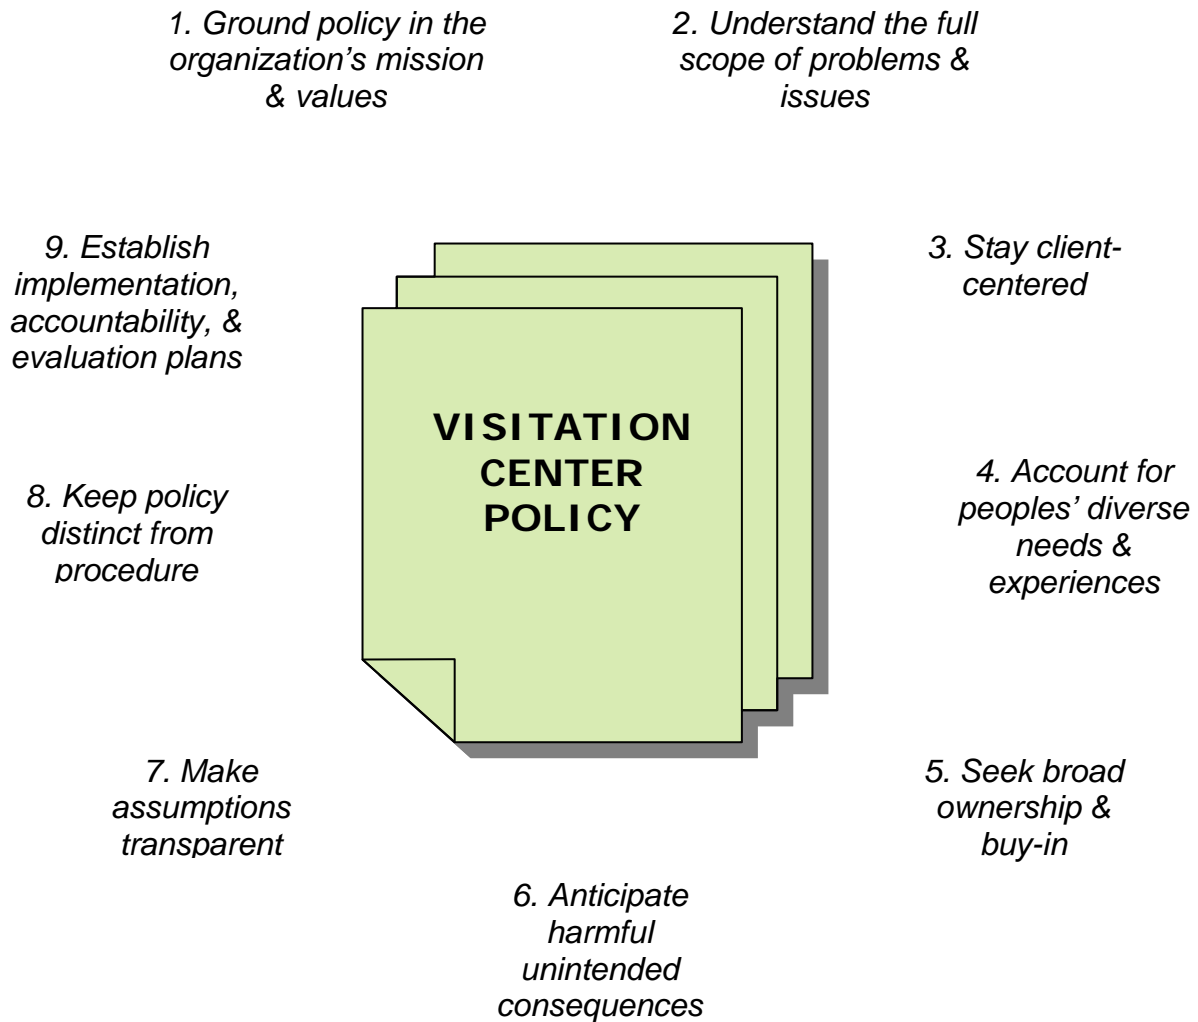 1. Ground policy in the
organization’s mission
& values
2. Understand the full
scope of problems &
issues
3. Stay client-
centered
4. Account for
peoples’ diverse
needs &
experiences
5. Seek broad
ownership &
buy-in
6. Anticipate
harmful
unintended
consequences
7. Make
assumptions
transparent
8. Keep policy
distinct from
procedure
9. Establish
implementation,
accountability, &
evaluation plans
VISITATION
CENTER
POLICY